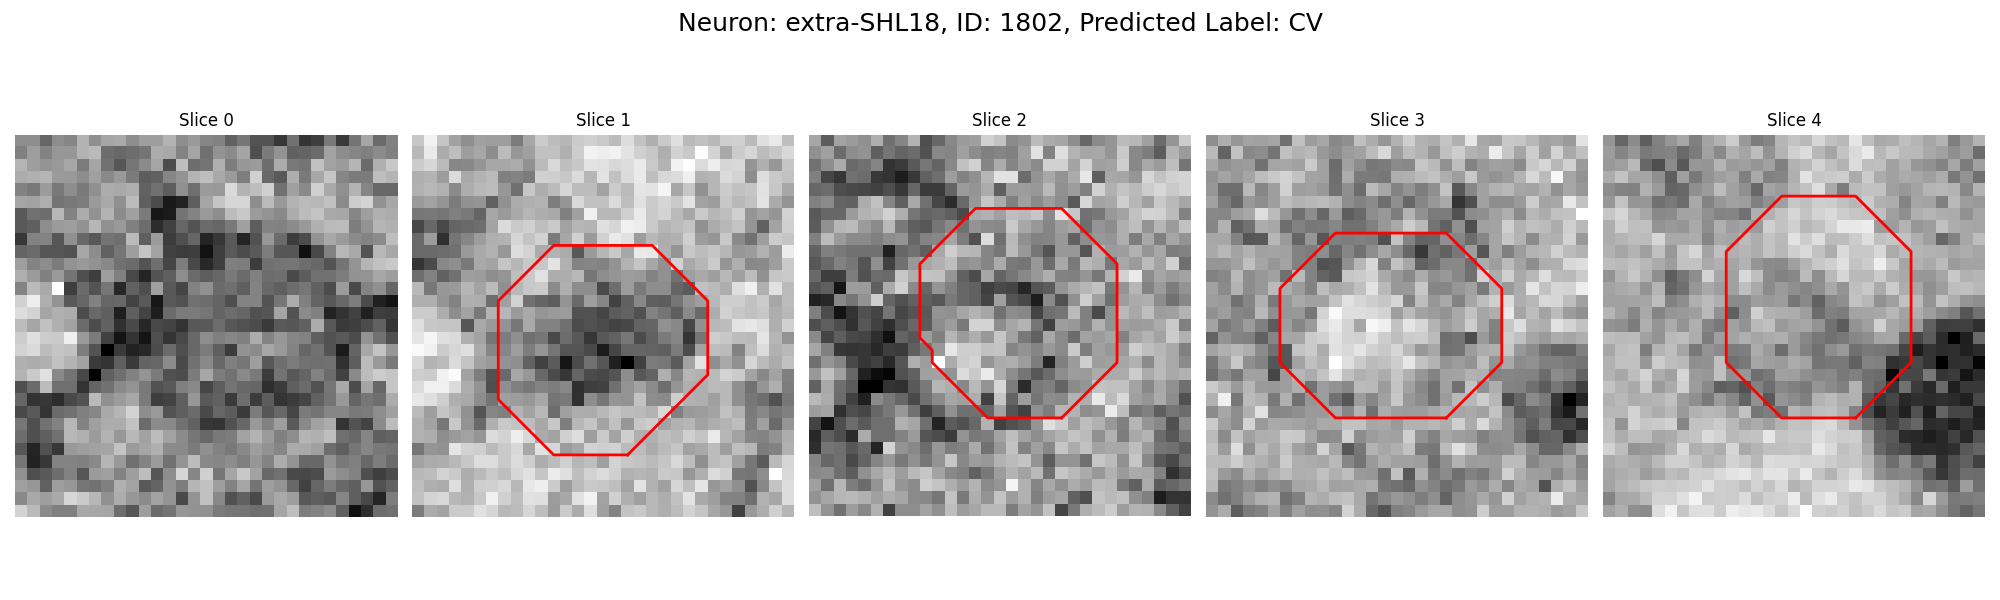 Neuron: extra-SHL18, ID: 1802, Predicted Label: CV
Slice 0
Slice 1
Slice 2
Slice 3
Slice 4